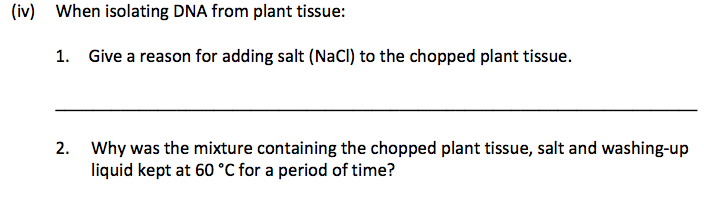 (iv) When isolating DNA from plant tissue:
1. Give a reason for adding salt (NaCl) to the chopped plant tissue.
2. Why was the mixture containing the chopped plant tissue, salt and washing-up
liquid kept at 60 °C for a period of time?